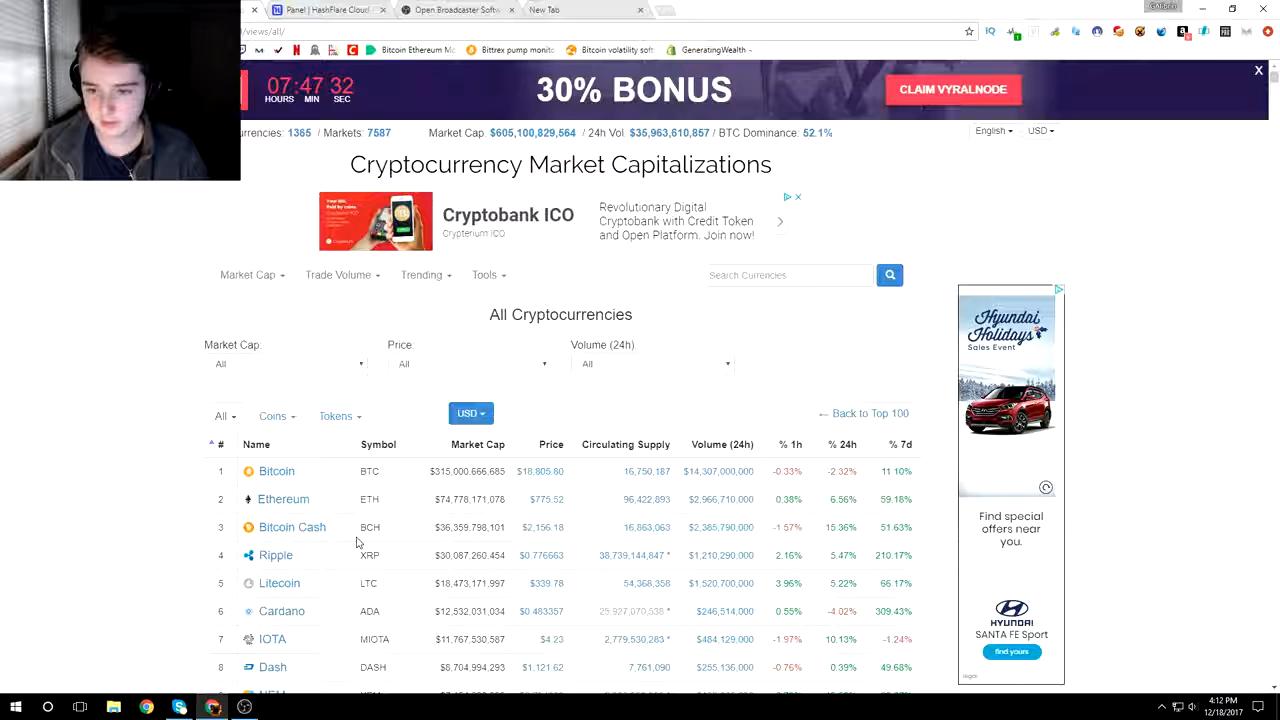 Panel | HashFlare Cloud
Open Broadcaster Softw
New Tab
GAlbsin
/views/all/
Bitcoin Ethereum Mc
Bittrex pump monito
Bitcoin volatility soft
GeneratingWealth -
07:47 32
HOURS MIN SEC
30% BONUS
CLAIM VYRALNODE
X
urrencies: 1365 / Markets: 7587
Market Cap: $605,100,829,564 / 24h Vol: $35,963,610,857 / BTC Dominance: 52.1%
English
USD
Cryptocurrency Market Capitalizations
Cryptobank ICO
Crypterium ICO
Revolutionary Digital
Cryptobank with Credit Token
and Open Platform. Join now!
Market Cap
Trade Volume
Trending
Tools
Search Currencies
Hyundai
Holidays
Sales Event
All Cryptocurrencies
Market Cap:
Price:
Volume (24h):
All
All
All
All
Coins
Tokens
USD
← Back to Top 100
# Name Symbol Market Cap Price Circulating Supply Volume (24h) % 1h % 24h % 7d
1 Bitcoin BTC $315,000,666,685 $18,805.80 16,750,187 $14,307,000,000 -0.33% -2.32% 11.10%
2 Ethereum ETH $74,778,171,078 $775.52 96,422,893 $2,966,710,000 0.38% 6.56% 59.18%
3 Bitcoin Cash BCH $36,359,798,101 $2,156.18 16,863,063 $2,385,790,000 -1.57% 15.36% 51.63%
4 Ripple XRP $30,087,260,454 $0.776663 38,739,144,847 * $1,210,290,000 2.16% 5.47% 210.17%
5 Litecoin LTC $18,473,171,997 $339.78 54,368,358 $1,520,700,000 3.96% 5.22% 66.17%
6 Cardano ADA $12,532,031,034 $0.483357 25,927,070,538 * $246,514,000 0.55% -4.02% 309.43%
7 IOTA MIOTA $11,767,530,587 $4.23 2,779,530,283 * $484,129,000 -1.97% 10.13% -1.24%
8 Dash DASH $8,704,994,293 $1,121.62 7,761,090 $255,136,000 -0.76% 0.39% 49.68%
Find special
offers near
you.
HYUNDAI
SANTA FE Sport
find yours
4:12 PM
12/18/2017